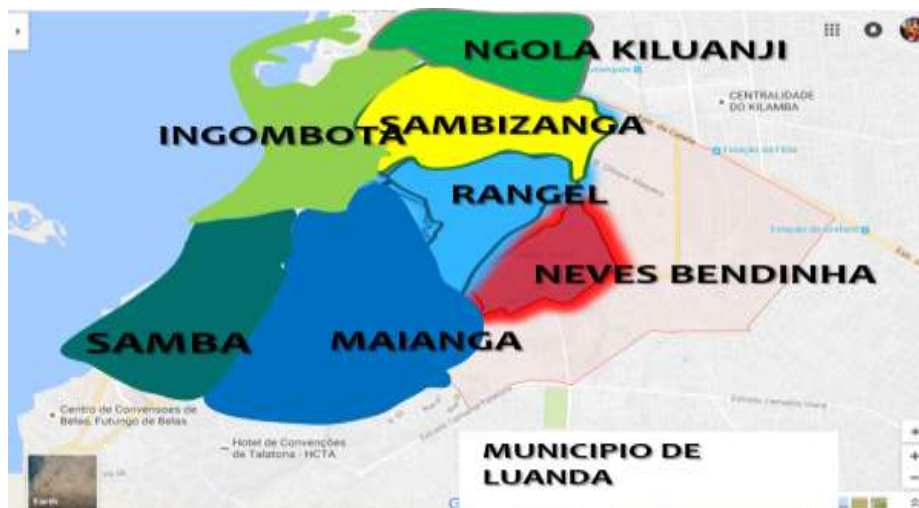 NGOLA KILUANJI
CENTRALIDADE
DO KILAMBA
INGOMBOTA
SAMBIZANGA
RANGEL
NEVES BENDINHA
SAMBA
MAIANGA
Centro de Convensoes de
Belas, Futungo de Belas
Hotel de Convenções
de Talatona - HCTA
MUNICIPIO DE
LUANDA
Earth